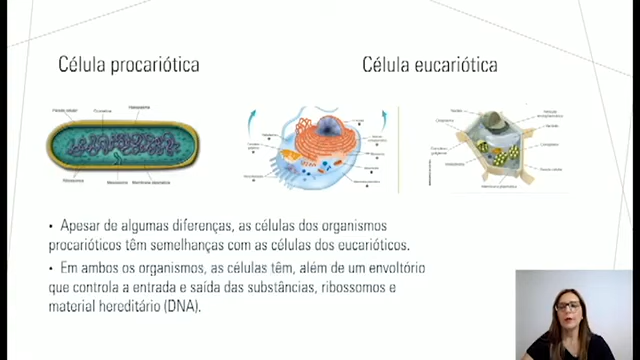 Célula procariótica
Célula eucariótica
• Apesar de algumas diferenças, as células dos organismos
procarióticos têm semelhanças com as células dos eucarióticos.
• Em ambos os organismos, as células têm, além de um envoltório
que controla a entrada e saída das substâncias, ribossomos e
material hereditário (DNA).